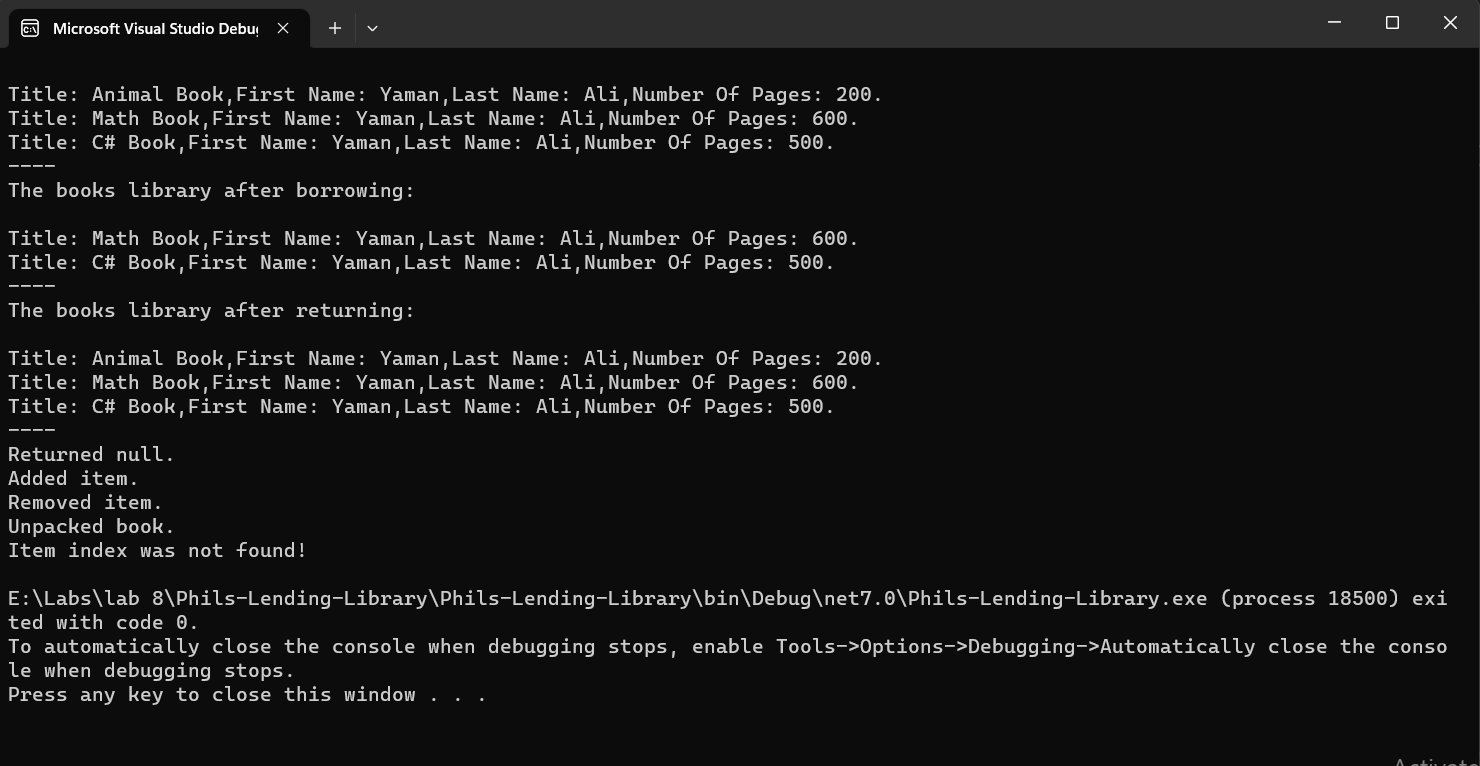 Microsoft Visual Studio Debug
Title: Animal Book,First Name: Yaman,Last Name: Ali,Number Of Pages: 200.
Title: Math Book,First Name: Yaman,Last Name: Ali,Number Of Pages: 600.
Title: C# Book,First Name: Yaman,Last Name: Ali,Number Of Pages: 500.
----
The books library after borrowing:
Title: Math Book,First Name: Yaman,Last Name: Ali,Number Of Pages: 600.
Title: C# Book,First Name: Yaman,Last Name: Ali,Number Of Pages: 500.
----
The books library after returning:
Title: Animal Book,First Name: Yaman,Last Name: Ali,Number Of Pages: 200.
Title: Math Book,First Name: Yaman,Last Name: Ali,Number Of Pages: 600.
Title: C# Book,First Name: Yaman,Last Name: Ali,Number Of Pages: 500.
----
Returned null.
Added item.
Removed item.
Unpacked book.
Item index was not found!
E:\Labs\lab 8\Phils-Lending-Library\Phils-Lending-Library\bin\Debug\net7.0\Phils-Lending-Library.exe (process 18500) exi
ted with code 0.
To automatically close the console when debugging stops, enable Tools->Options->Debugging->Automatically close the conso
le when debugging stops.
Press any key to close this window . . .